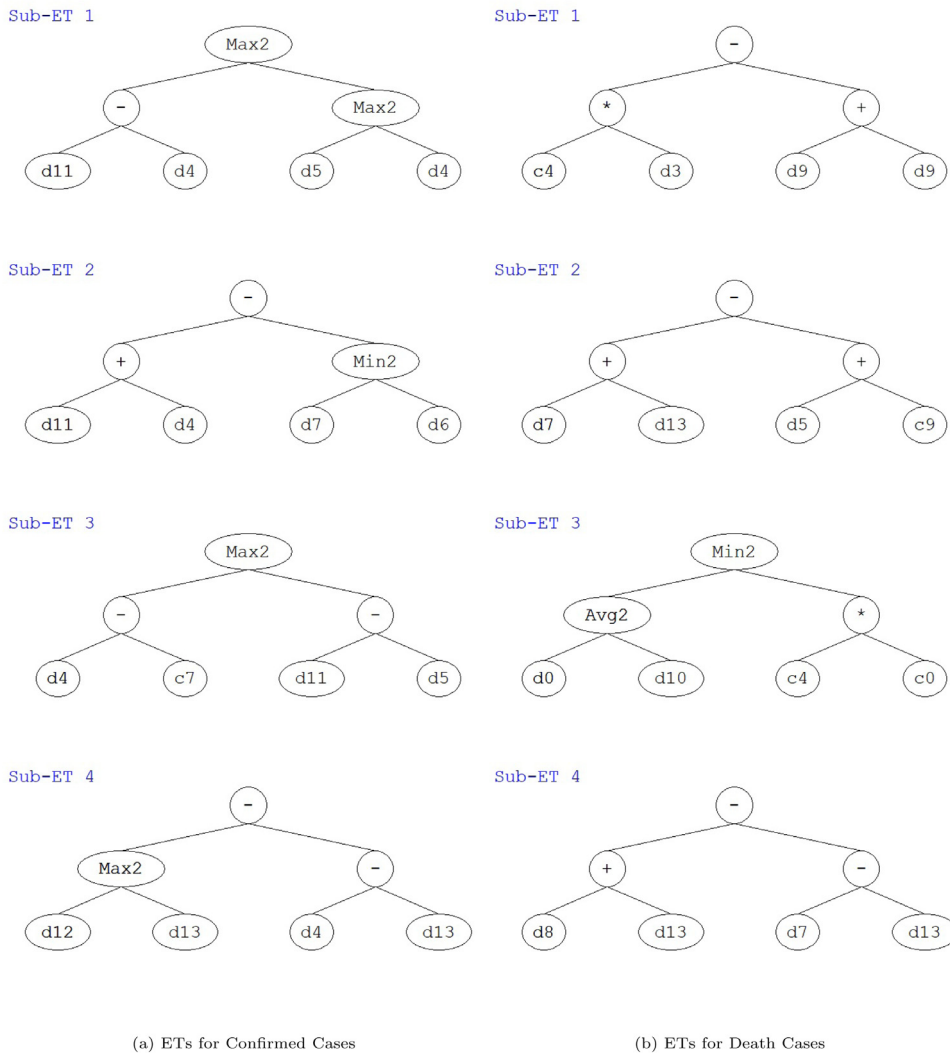 Sub-ET 1
Max2
- Max2
d11 d4 d5 d4
Sub-ET 2
-
+ Min2
d11 d4 d7 d6
Sub-ET 3
Max2
- -
d4 c7 d11 d5
Sub-ET 4
-
Max2 -
d12 d13 d4 d13
(a) ETs for Confirmed Cases
Sub-ET 1
-
* +
c4 d3 d9 d9
Sub-ET 2
-
+ +
d7 d13 d5 c9
Sub-ET 3
Min2
Avg2 *
d0 d10 c4 c0
Sub-ET 4
-
+ -
d8 d13 d7 d13
(b) ETs for Death Cases